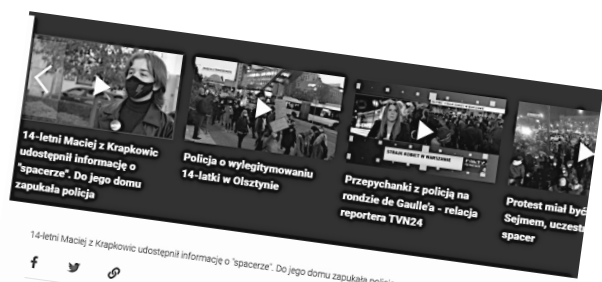 14-letni Maciej z Krapkowic
udostępnił informację o
"spacerze". Do jego domu
zapukała policja
Policja o wylegitymowaniu
14-latki w Olsztynie
STRAJK KOBIET W WARSZAWIE
Przepychanki z policją na
rondzie de Gaulle'a - relacja
reportera TVN24
Protest miał być
Sejmem,
spacer
14-letni Maciej z Krapkowic udostępnił informację o "spacerze". Do jego domu zapukała